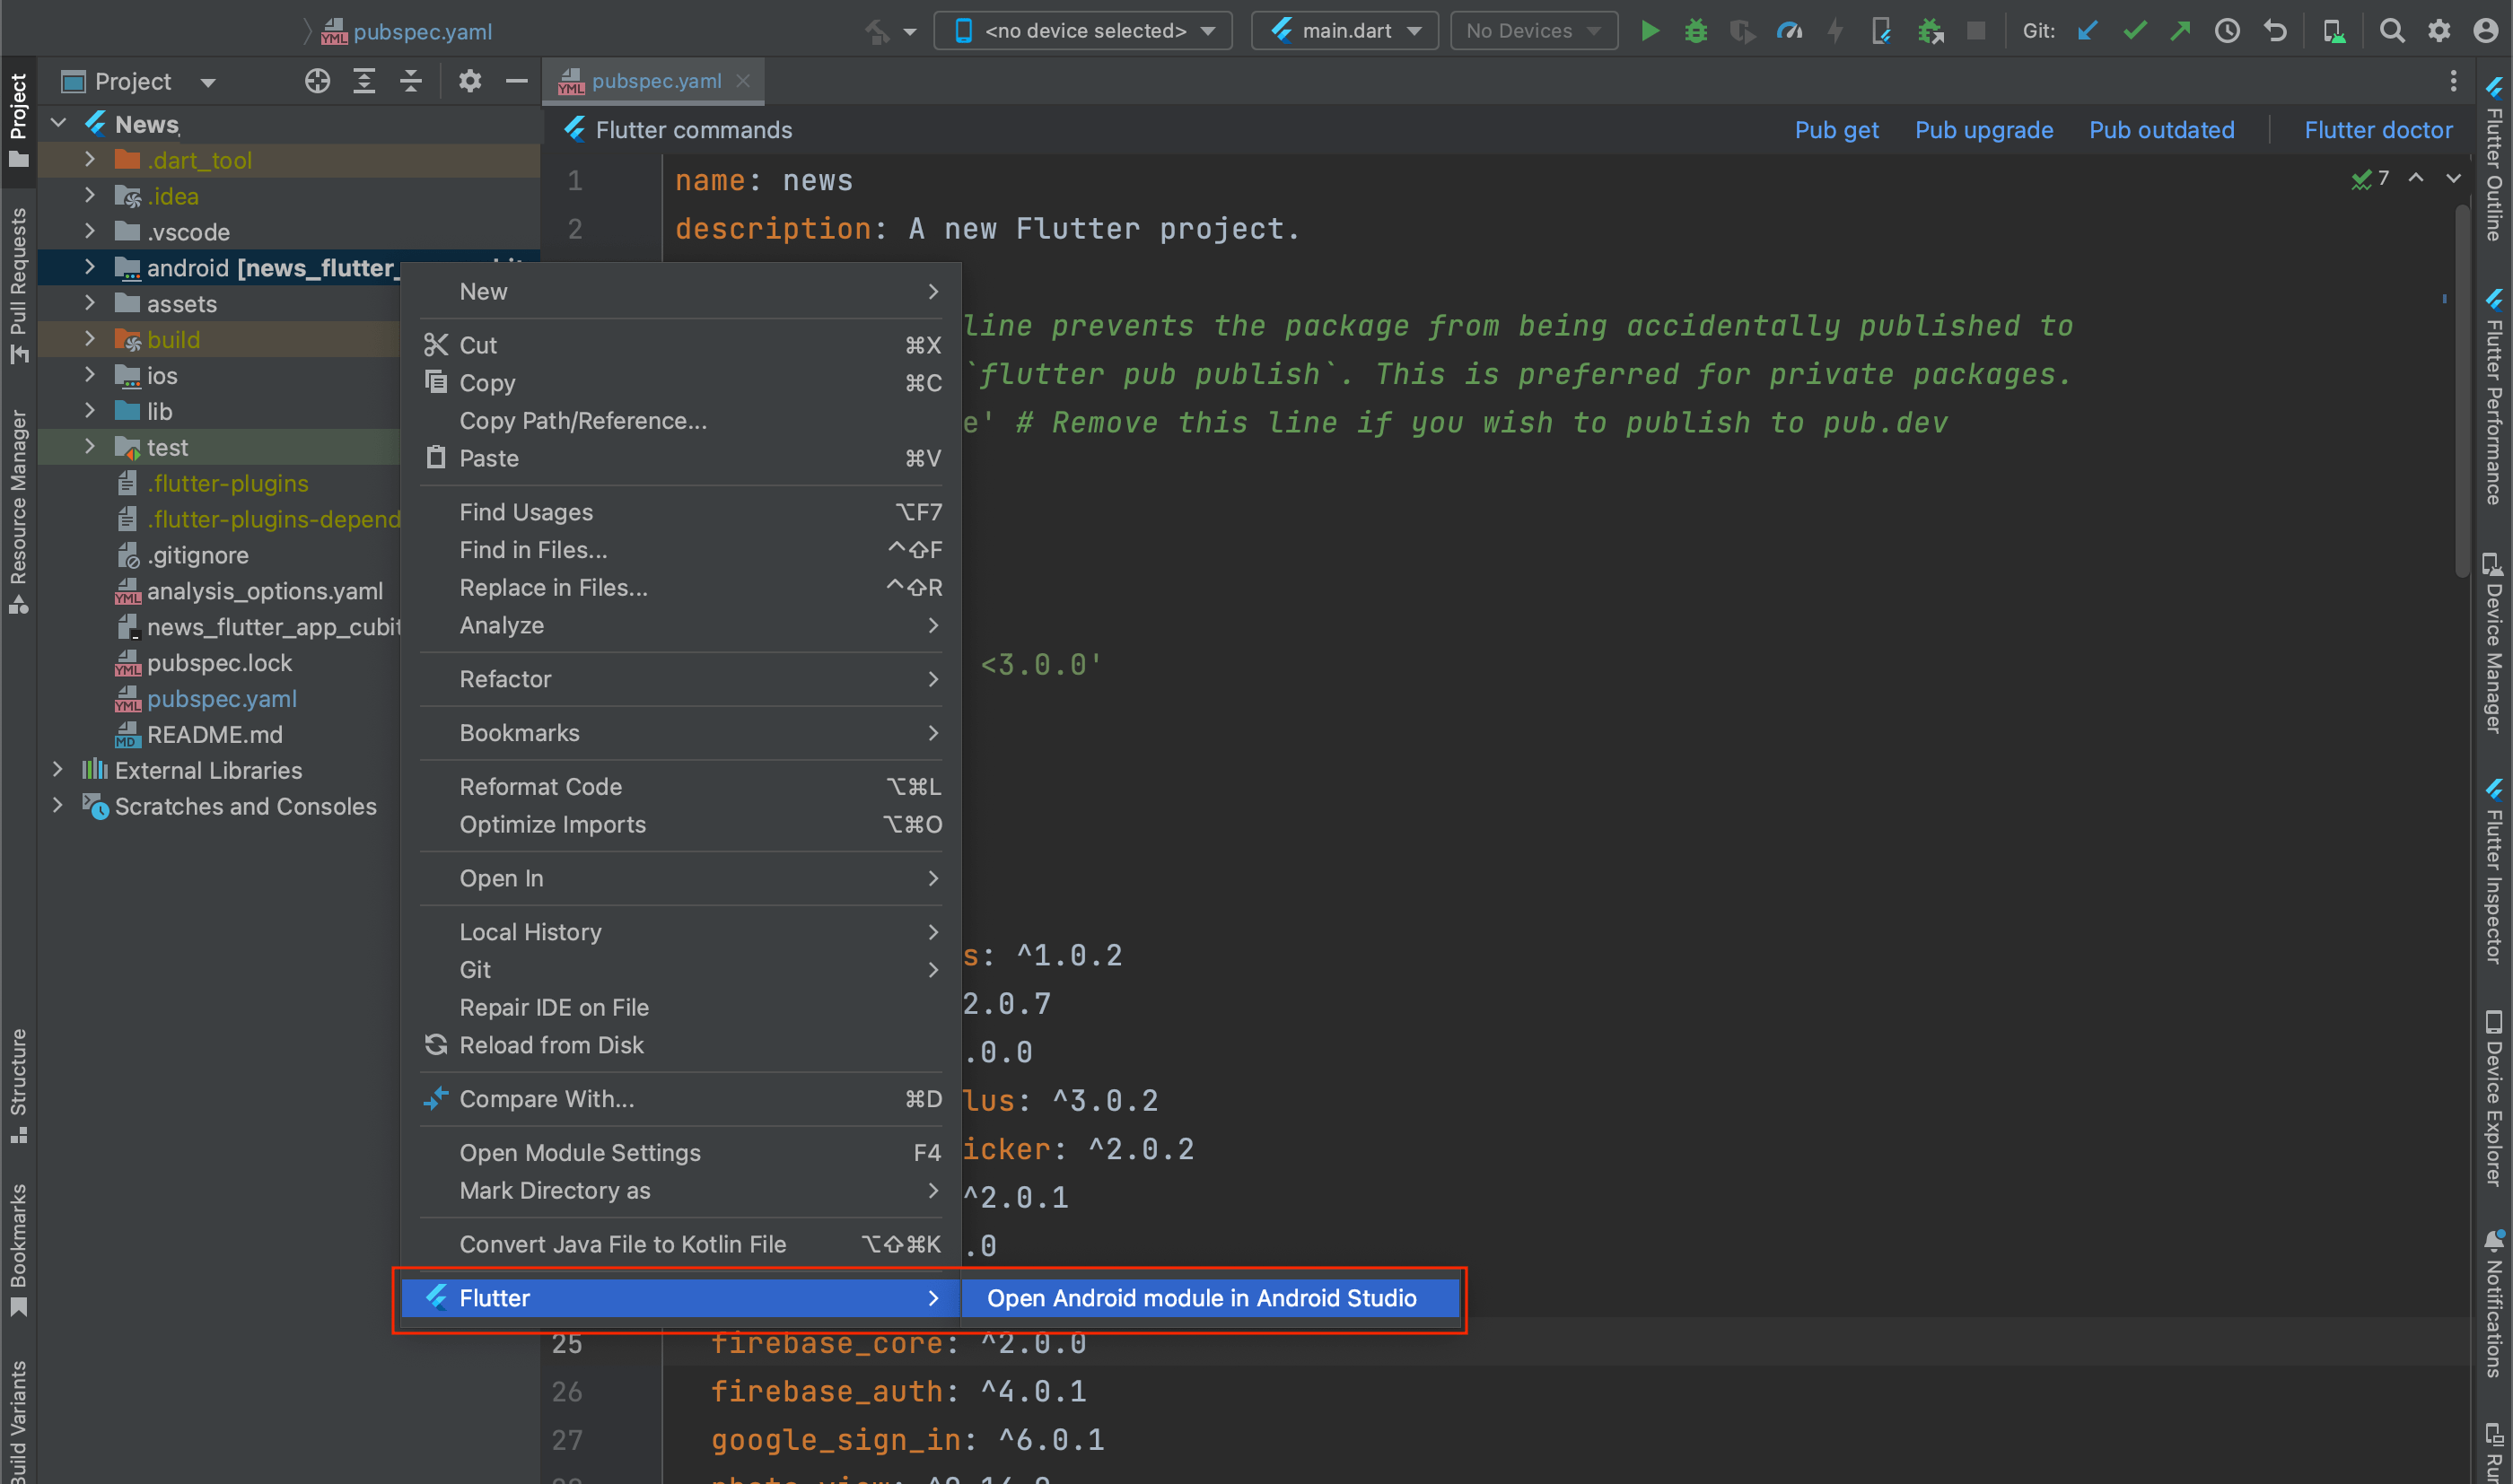 pubspec.yaml
<no device selected>
main.dart
No Devices
Git:
Project
pubspec.yaml
Project
Pull Requests
Resource Manager
Structure
Bookmarks
Build Variants
News
.dart_tool
.idea
.vscode
android [news_flutter_
assets
build
ios
lib
test
.flutter-plugins
.flutter-plugins-depend
.gitignore
analysis_options.yaml
news_flutter_app_cubit
pubspec.lock
pubspec.yaml
README.md
External Libraries
Scratches and Consoles
Flutter commands
Pub get
Pub upgrade
Pub outdated
Flutter doctor
7
1 name: news
2 description: A new Flutter project.
line prevents the package from being accidentally published to
`flutter pub publish`. This is preferred for private packages.
e' # Remove this line if you wish to publish to pub.dev
<3.0.0'
s: ^1.0.2
2.0.7
.0.0
lus: ^3.0.2
icker: ^2.0.2
^2.0.1
.0
25 firebase_core: ^2.0.0
26 firebase_auth: ^4.0.1
27 google_sign_in: ^6.0.1
New
Cut ⌘X
Copy ⌘C
Copy Path/Reference...
Paste ⌘V
Find Usages ⌥F7
Find in Files... ^⇧F
Replace in Files... ^⇧R
Analyze
Refactor
Bookmarks
Reformat Code ⌥⌘L
Optimize Imports ⌥⌘O
Open In
Local History
Git
Repair IDE on File
Reload from Disk
Compare With... ⌘D
Open Module Settings F4
Mark Directory as
Convert Java File to Kotlin File ⌥⇧⌘K
Flutter
Open Android module in Android Studio
Flutter Outline
Flutter Performance
Device Manager
Flutter Inspector
Device Explorer
Notifications